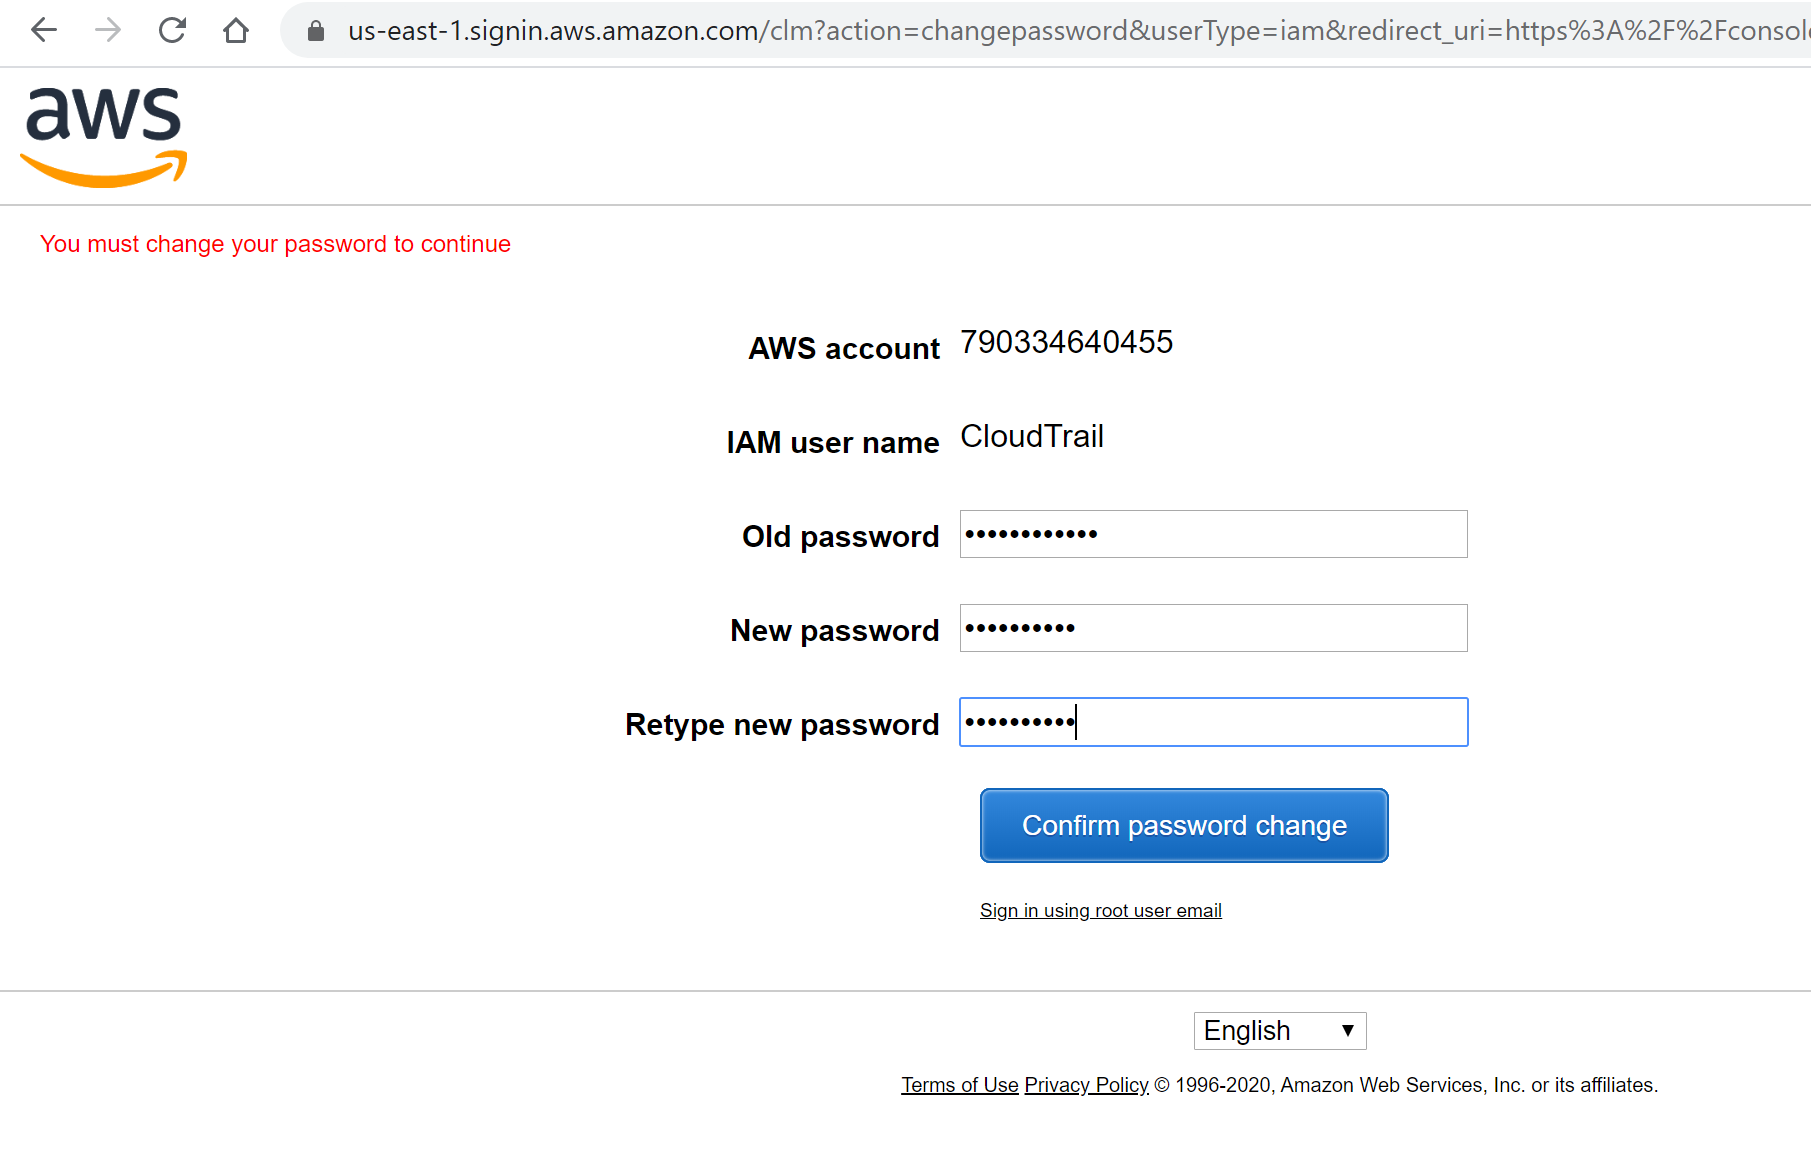 us-east-1.signin.aws.amazon.com/clm?action=changepassword&userType=iam&redirect_uri=https%3A%2F%2Fconsol
aws
You must change your password to continue
AWS account 790334640455
IAM user name CloudTrail
Old password ••••••••••••
New password ••••••••••
Retype new password ••••••••••
Confirm password change
Sign in using root user email
English
Terms of Use Privacy Policy © 1996-2020, Amazon Web Services, Inc. or its affiliates.